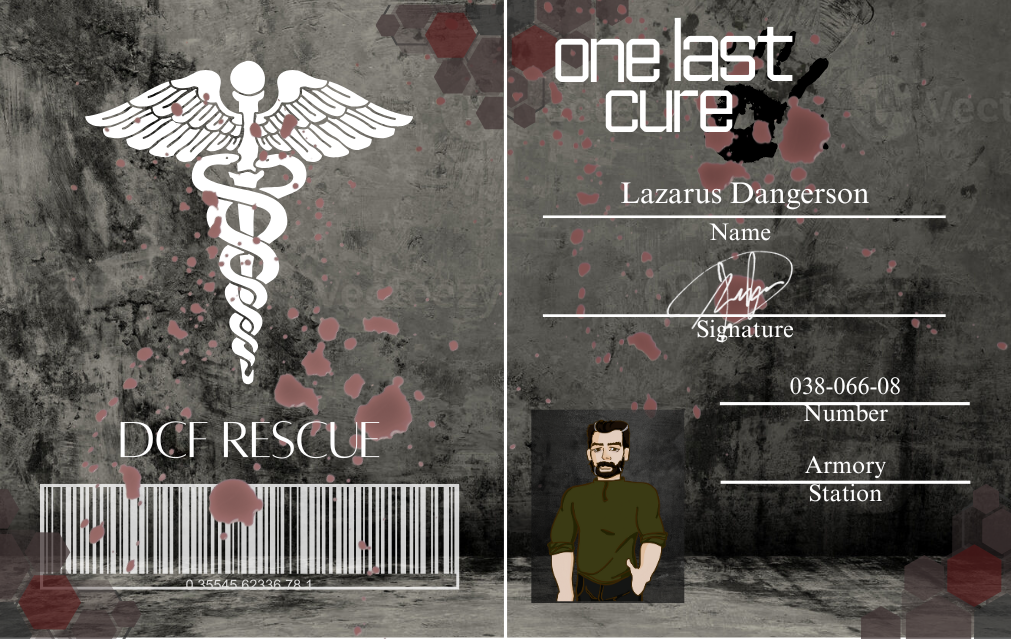 DCF RESCUE
0 35545 62336 78 1
one last
cure
Lazarus Dangerson
Name
Signature
038-066-08
Number
Armory
Station